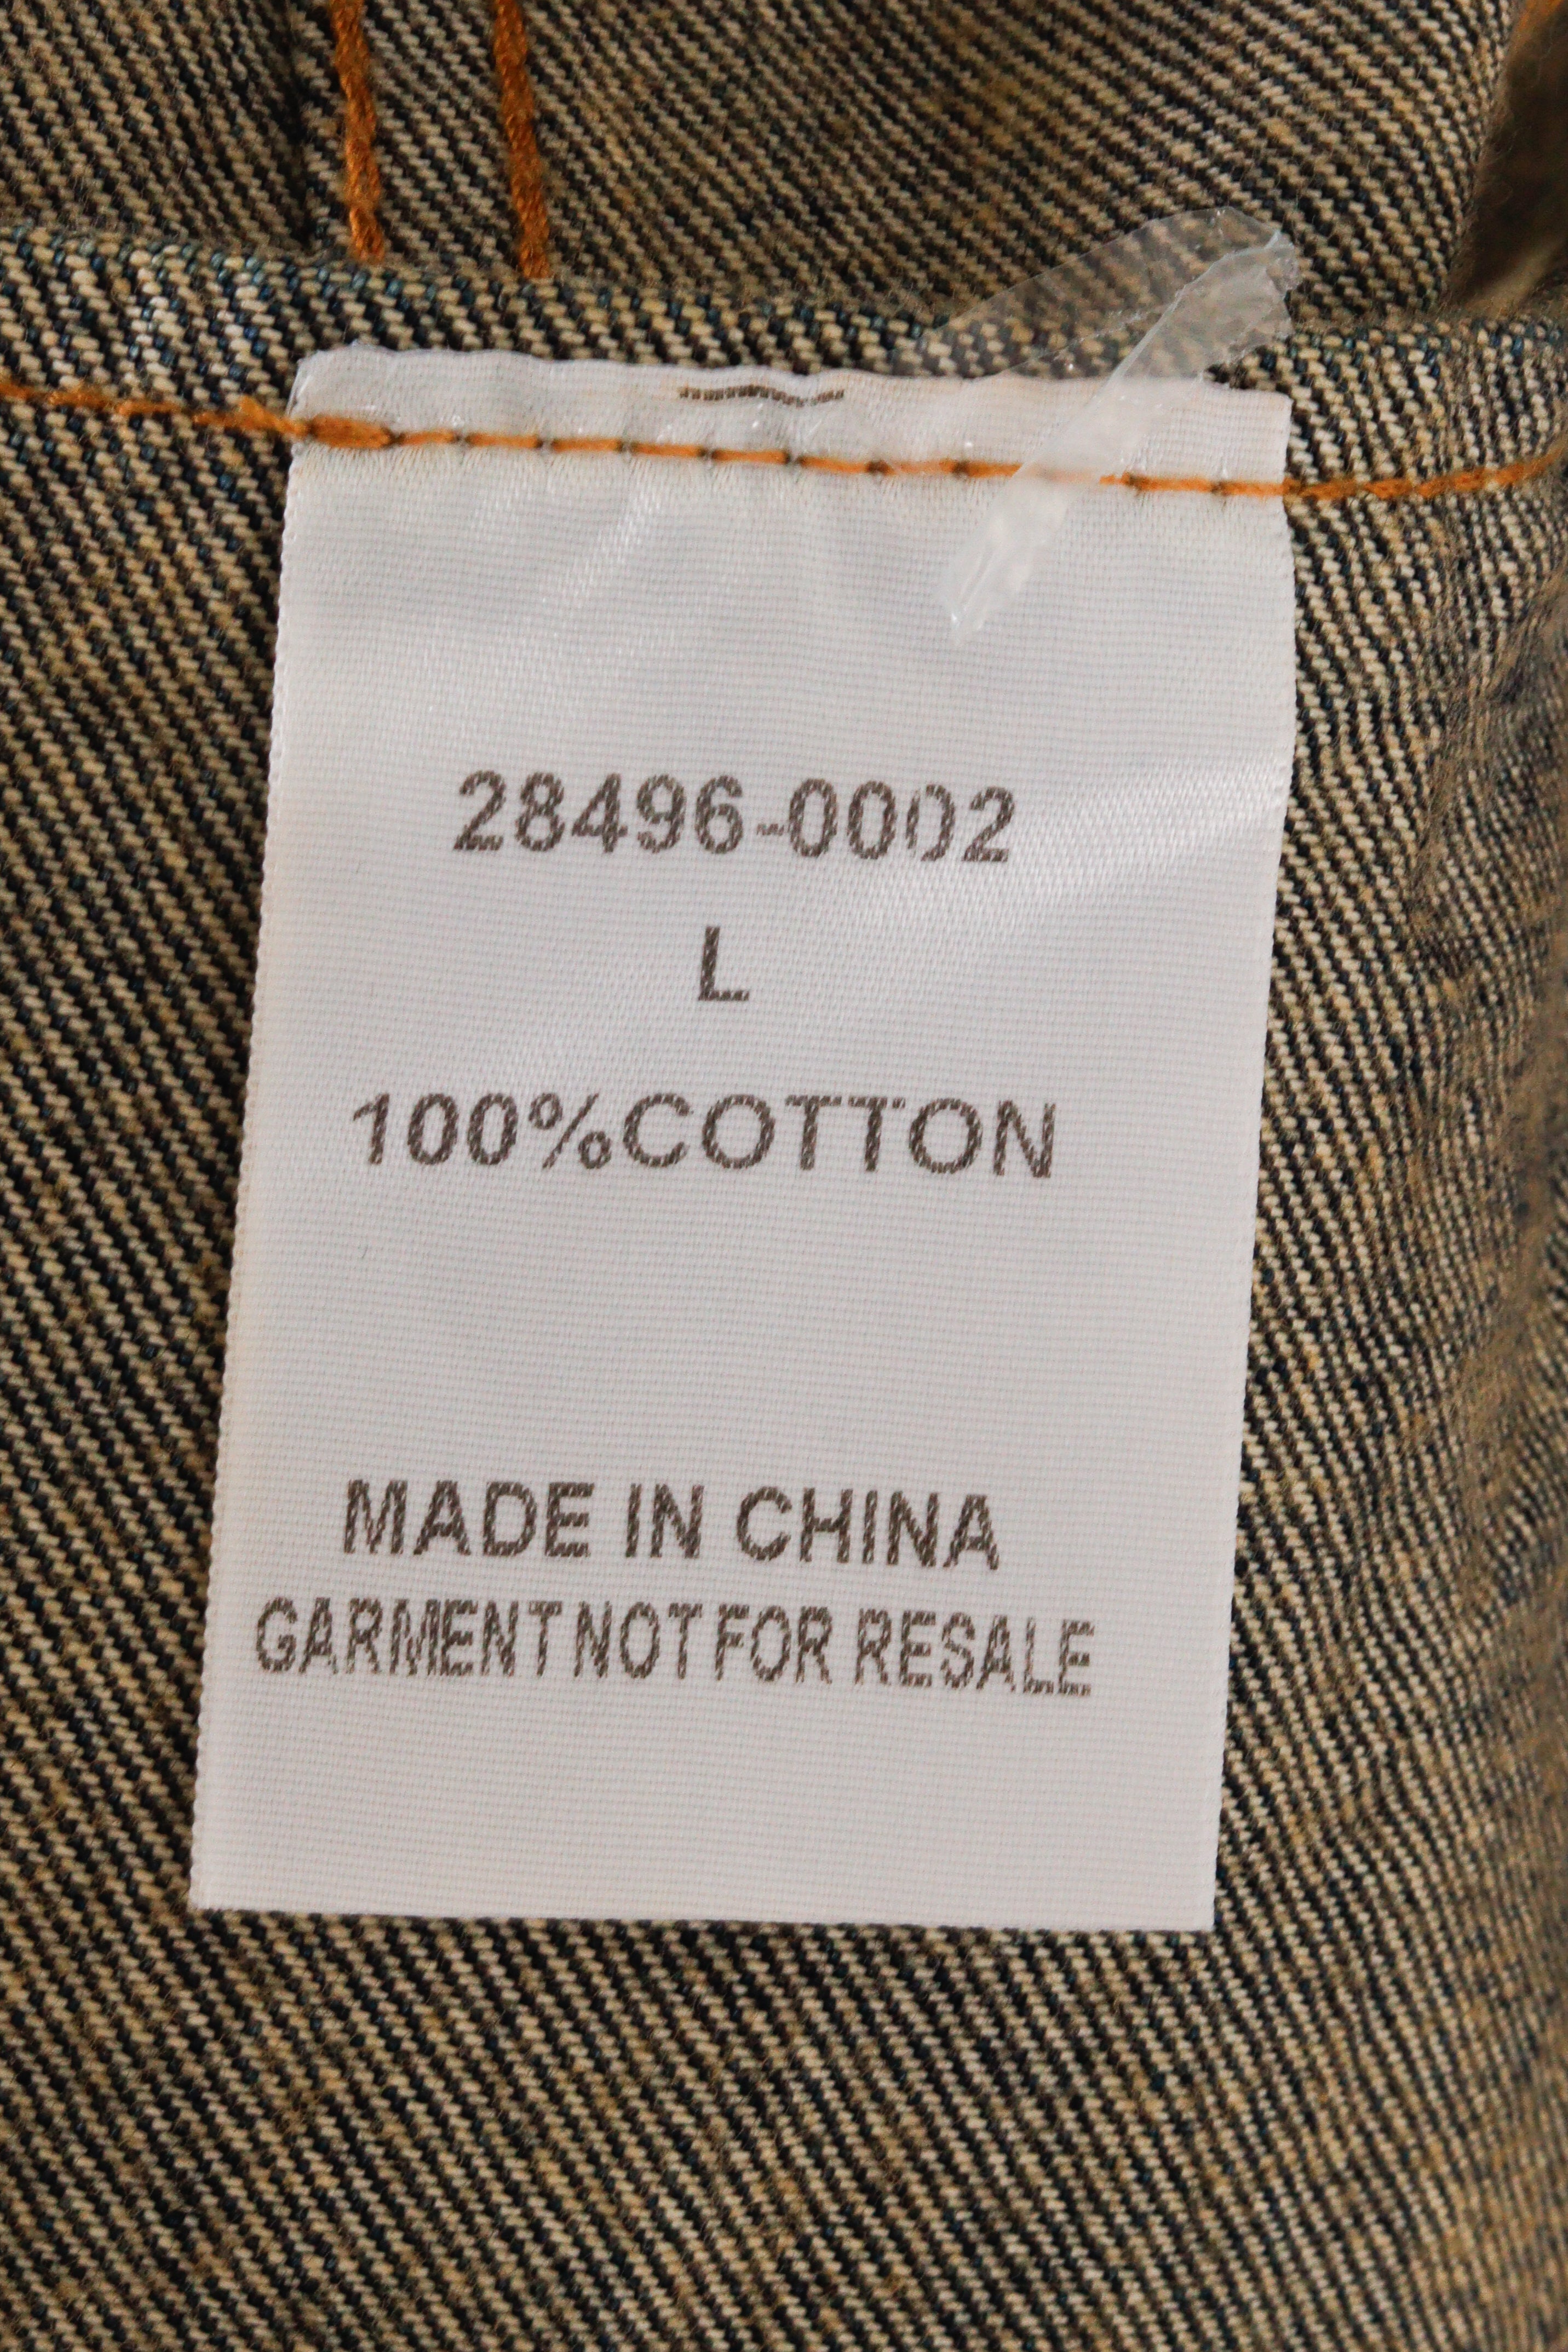 28496-0002
L
100%COTTON
MADE IN CHINA
GARMENT NOT FOR RESALE